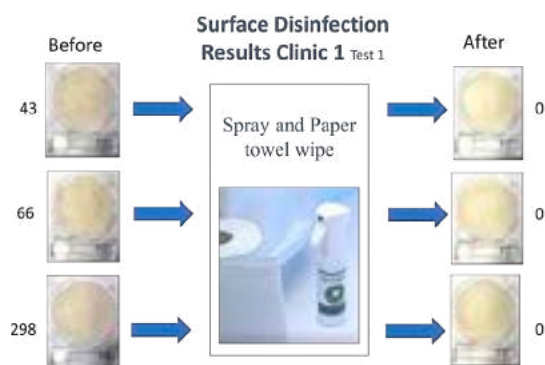 Surface Disinfection
Before
Results Clinic 1 Test 1
After
43
Spray and Paper
towel wipe
0
66
0
298
0